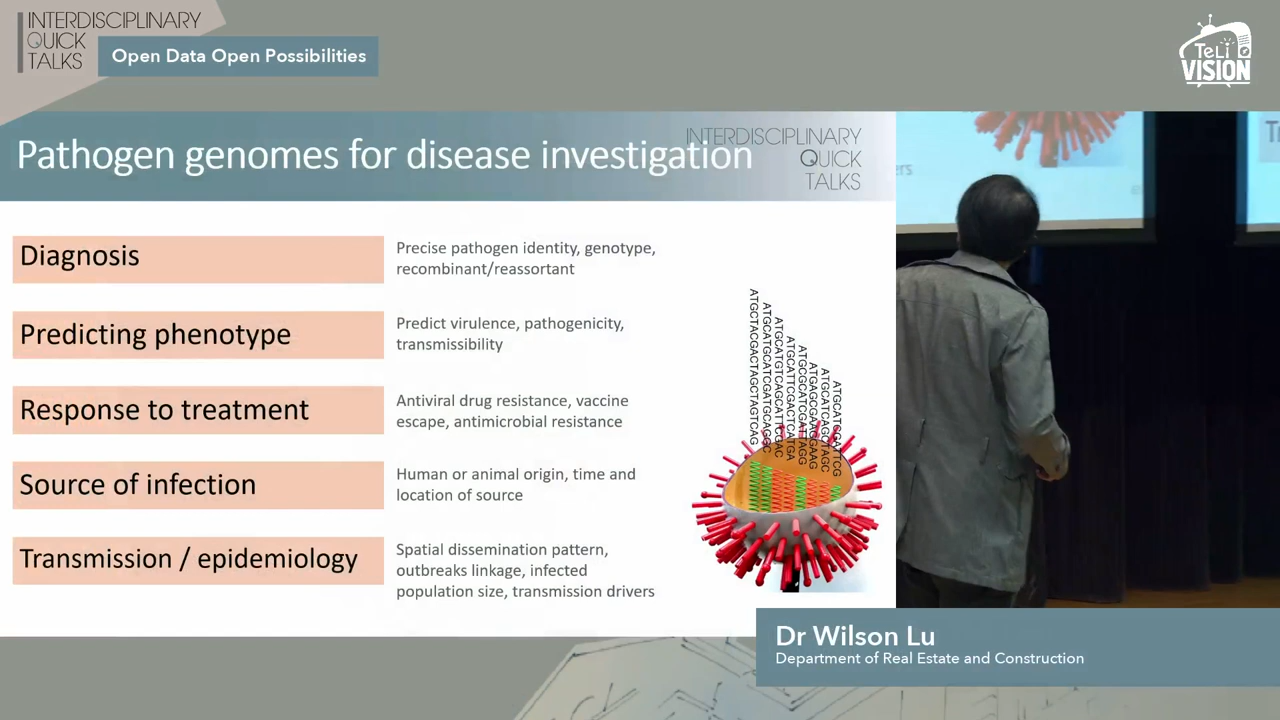 INTERDISCIPLINARY
QUICK
TALKS
Open Data Open Possibilities
TeLi
VISION
Pathogen genomes for disease investigation
INTERDISCIPLINARY
QUICK
TALKS
Diagnosis
Precise pathogen identity, genotype,
recombinant/reassortant
Predicting phenotype
Predict virulence, pathogenicity,
transmissibility
Response to treatment
Antiviral drug resistance, vaccine
escape, antimicrobial resistance
Source of infection
Human or animal origin, time and
location of source
Transmission / epidemiology
Spatial dissemination pattern,
outbreaks linkage, infected
population size, transmission drivers
ATGCTACGACTAGCTAGTCAG
Dr Wilson Lu
Department of Real Estate and Construction